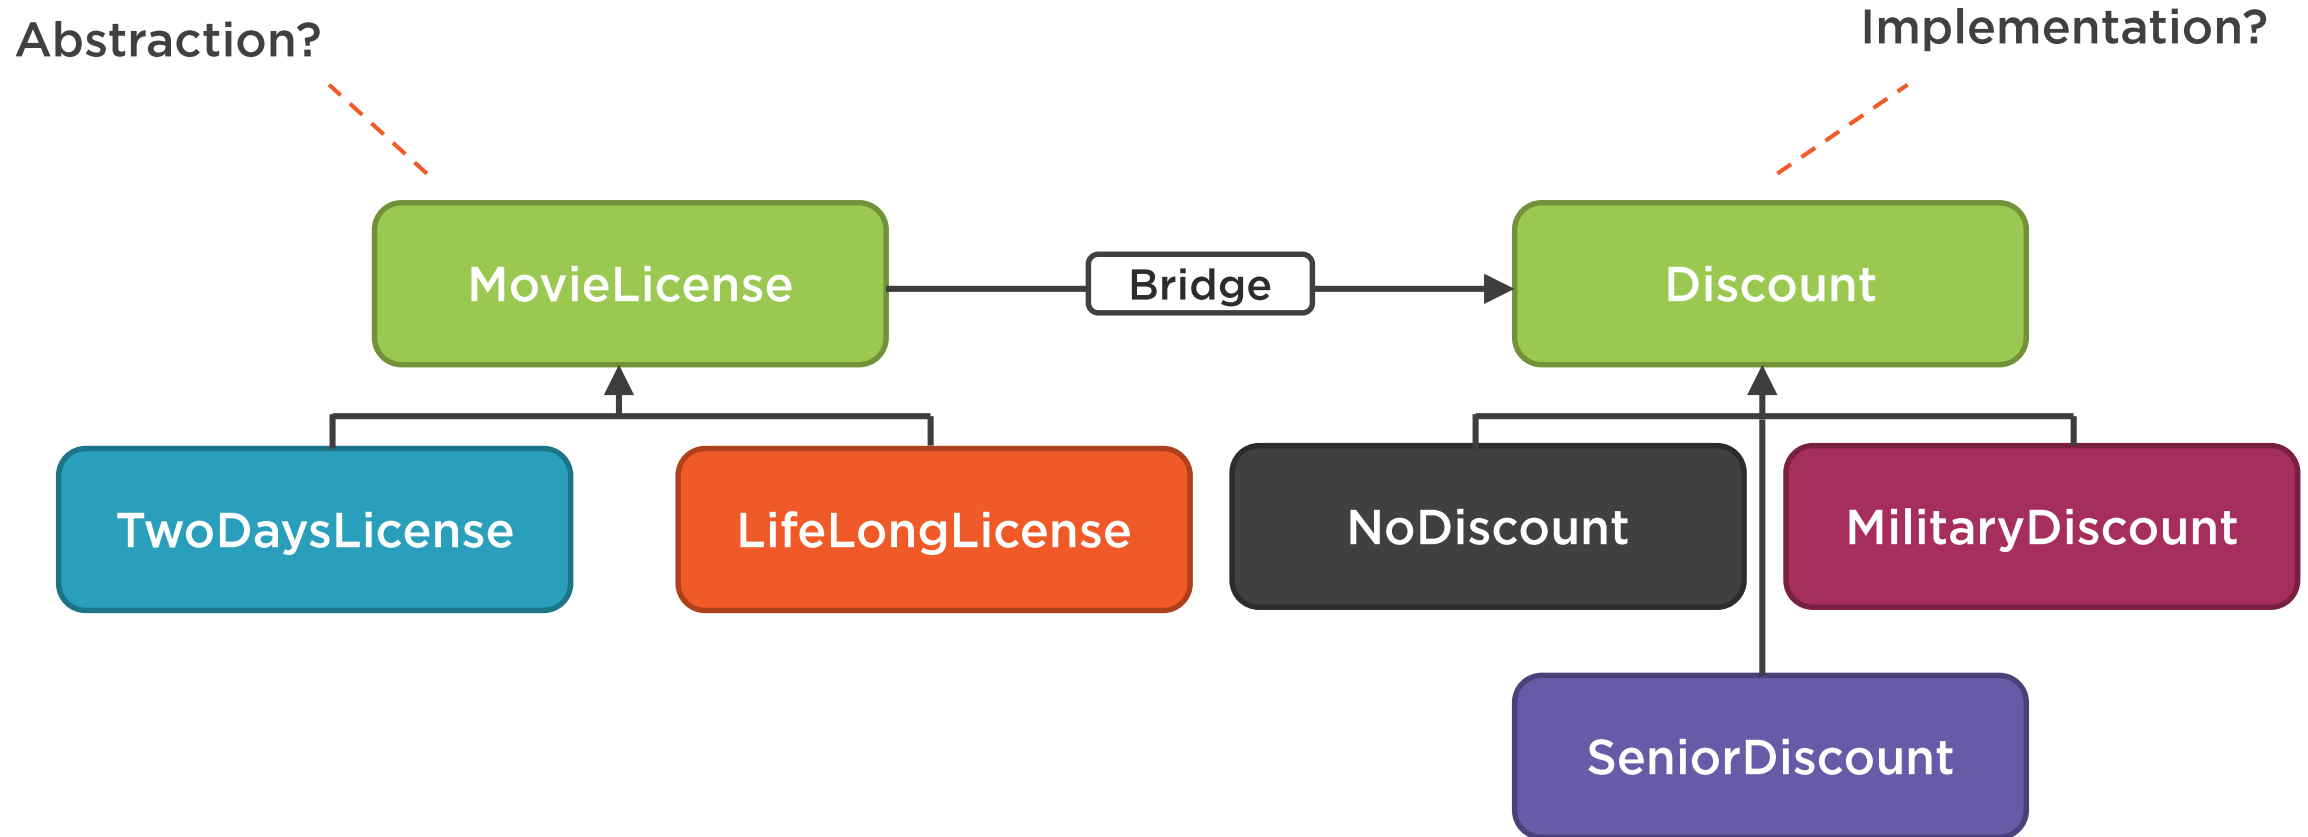 Abstraction?
Implementation?
MovieLicense
Bridge
Discount
TwoDaysLicense
LifeLongLicense
NoDiscount
MilitaryDiscount
SeniorDiscount